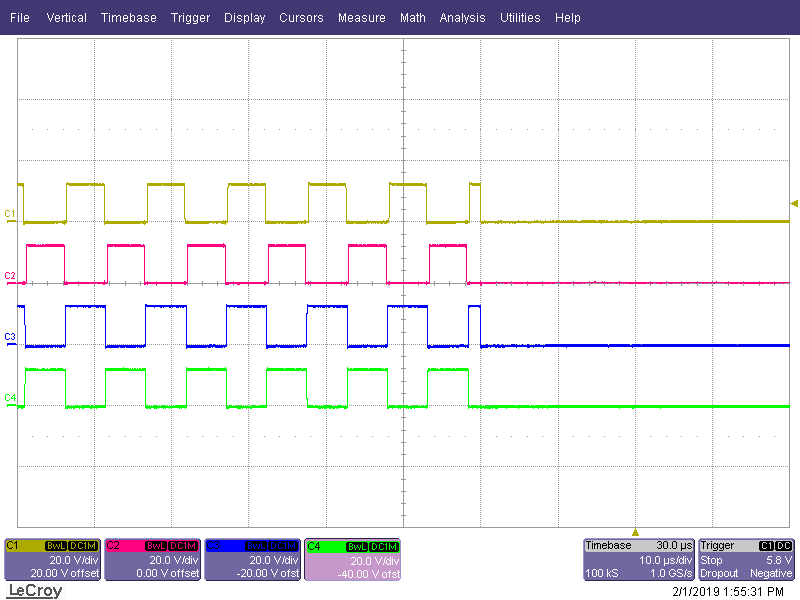 File Vertical Timebase Trigger Display Cursors Measure Math Analysis Utilities Help
C1
C2
C3
C4
C1 BwL DC1M
20.0 V/div
20.00 V offset
C2 BwL DC1M
20.0 V/div
0.00 V offset
C3 BwL DC1M
20.0 V/div
-20.00 V ofst
C4 BwL DC1M
20.0 V/div
-40.00 V ofst
Timebase 30.0 µs
10.0 µs/div
100 kS 1.0 GS/s
Trigger C1 DC
Stop 5.8 V
Dropout Negative
LeCroy
2/1/2019 1:55:31 PM